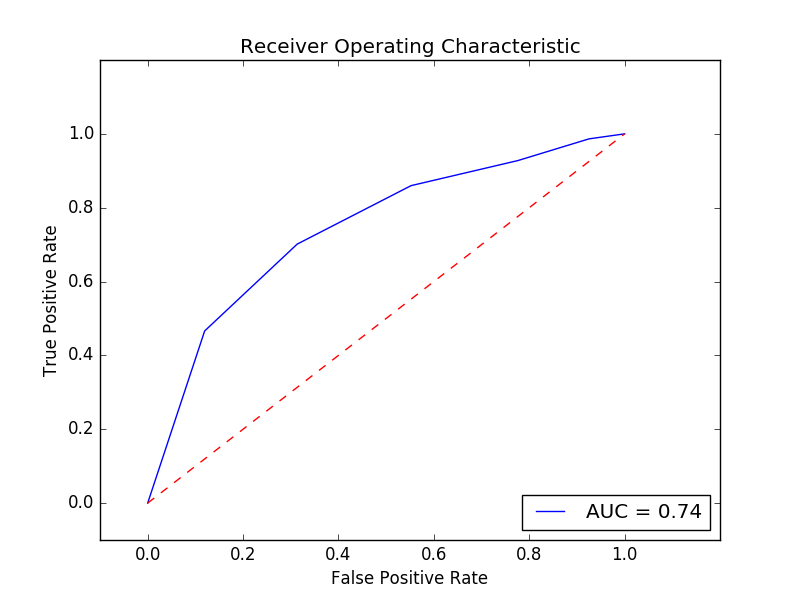 Receiver Operating Characteristic
1.0
0.8
0.6
0.4
0.2
0.0
True Positive Rate
AUC = 0.74
0.0 0.2 0.4 0.6 0.8 1.0
False Positive Rate